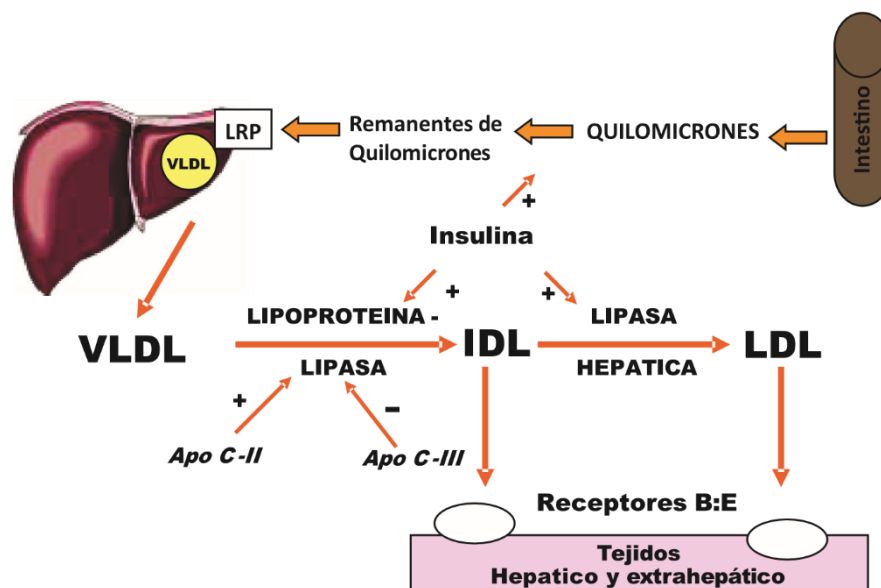 Intestino
LRP
Remanentes de
Quilomicrones
QUILOMICRONES
VLDL
+
Insulina
+
+
LIPOPROTEINA -
LIPASA
VLDL
IDL
LDL
LIPASA
HEPATICA
+
-
Apo C-II
Apo C-III
Receptores B:E
Tejidos
Hepatico y extrahepático